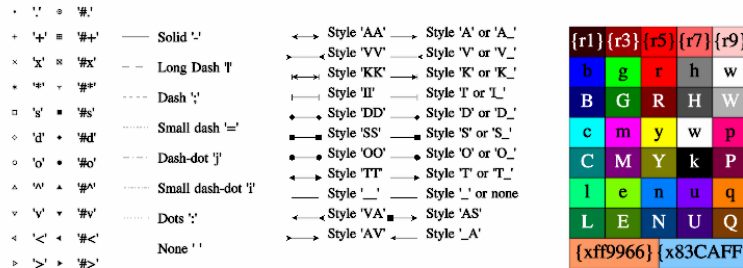 '.' '#.'
'+' '#+'
'x' '#x'
'*' '#*'
's' '#s'
'd' '#d'
'o' '#o'
'^' '#^'
'v' '#v'
'<' '#<'
'>' '#>'
Solid '-'
Long Dash 'l'
Dash ';'
Small dash '='
Dash-dot 'j'
Small dash-dot 'i'
Dots ':'
None ' '
Style 'AA' Style 'A' or 'A_'
Style 'VV' Style 'V' or 'V_'
Style 'KK' Style 'K' or 'K_'
Style 'II' Style 'I' or 'I_'
Style 'DD' Style 'D' or 'D_'
Style 'SS' Style 'S' or 'S_'
Style 'OO' Style 'O' or 'O_'
Style 'TT' Style 'T' or 'T_'
Style '__' Style '_' or none
Style 'VA' Style 'AS'
Style 'AV' Style '_A'
{r1} {r3} {r5} {r7} {r9}
b g r h w
B G R H W
c m y w p
C M Y k P
l e n u q
L E N U Q
{xff9966} {x83CAFF}